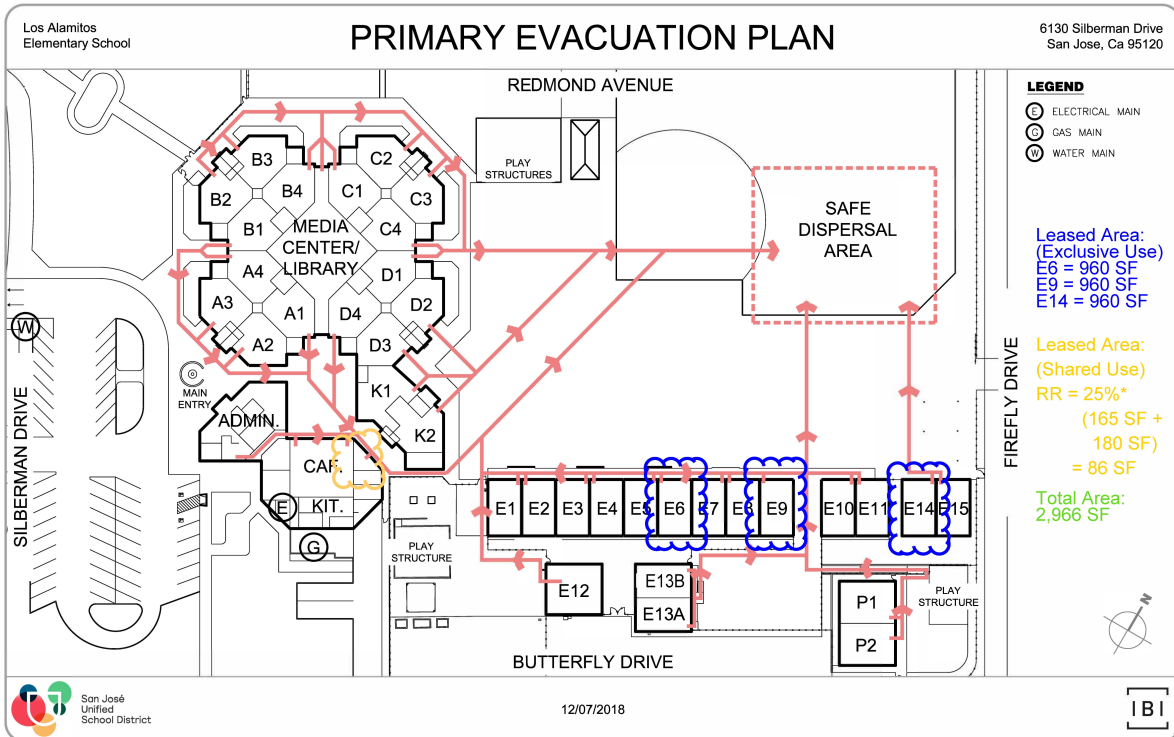 Los Alamitos
Elementary School
PRIMARY EVACUATION PLAN
6130 Silberman Drive
San Jose, Ca 95120
REDMOND AVENUE
LEGEND
E ELECTRICAL MAIN
G GAS MAIN
W WATER MAIN
B3
C2
B2
B4
C1
C3
PLAY
STRUCTURES
B1
C4
MEDIA
CENTER/
LIBRARY
A4
D1
A3
A1
D4
D2
A2
D3
SAFE
DISPERSAL
AREA
Leased Area:
(Exclusive Use)
E6 = 960 SF
E9 = 960 SF
E14 = 960 SF
Leased Area:
(Shared Use)
RR = 25%*
(165 SF +
180 SF)
= 86 SF
Total Area:
2,966 SF
W
SILBERMAN DRIVE
FIREFLY DRIVE
MAIN
ENTRY
K1
K2
ADMIN.
CAF.
E
KIT.
G
PLAY
STRUCTURE
E1
E2
E3
E4
E5
E6
E7
E8
E9
E10
E11
E14
E15
E12
E13B
E13A
P1
P2
PLAY
STRUCTURE
N
BUTTERFLY DRIVE
San José
Unified
School District
12/07/2018
IBI